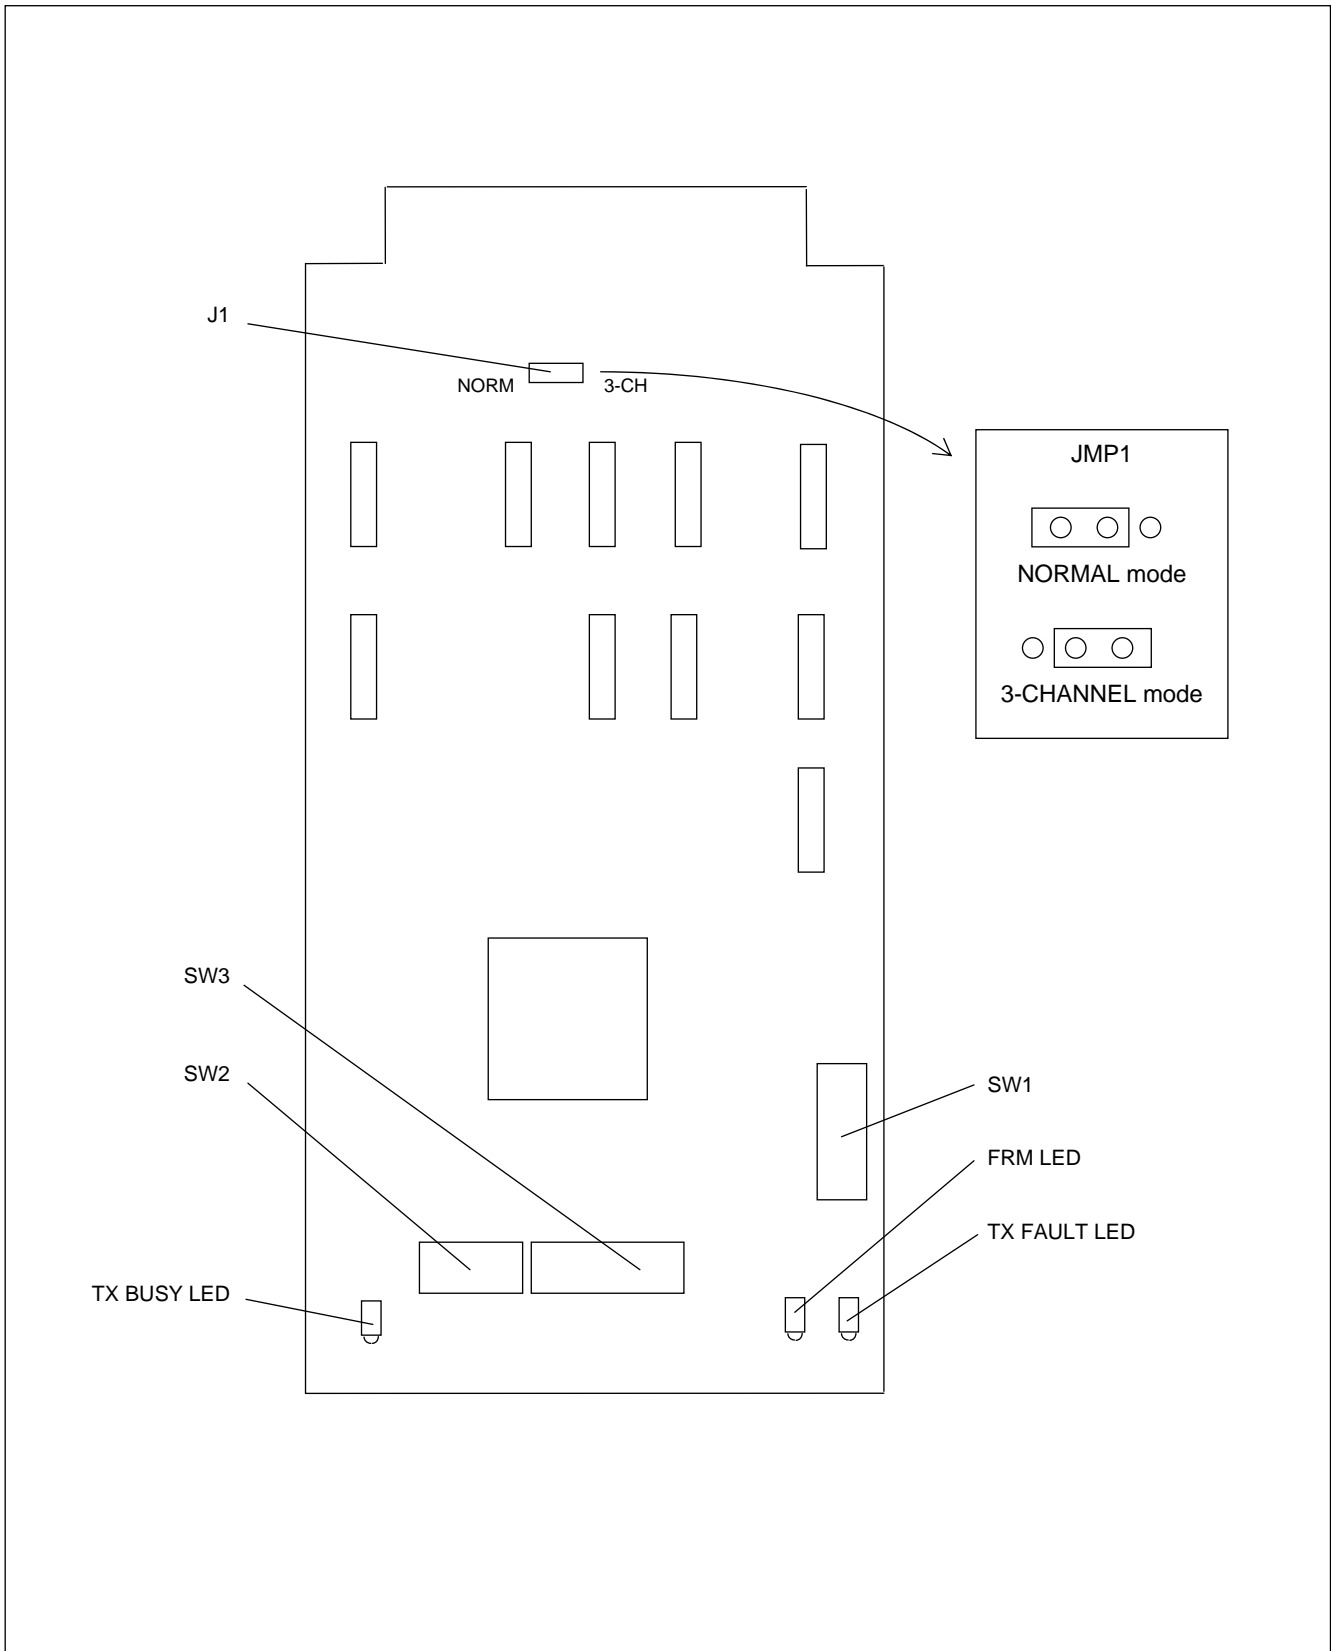 J1
NORM
3-CH
JMP1
NORMAL mode
3-CHANNEL mode
SW3
SW2
SW1
FRM LED
TX FAULT LED
TX BUSY LED